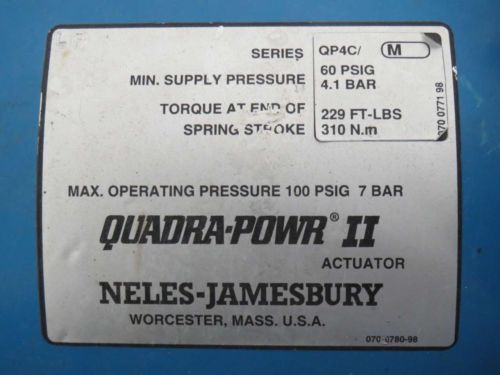 SERIES QP4C/ M
MIN. SUPPLY PRESSURE 60 PSIG
4.1 BAR
TORQUE AT END OF 229 FT-LBS
SPRING STROKE 310 N.m
070 0771 98
MAX. OPERATING PRESSURE 100 PSIG 7 BAR
QUADRA-POWR® II
ACTUATOR
NELES-JAMESBURY
WORCESTER, MASS. U.S.A.
070-0780-98